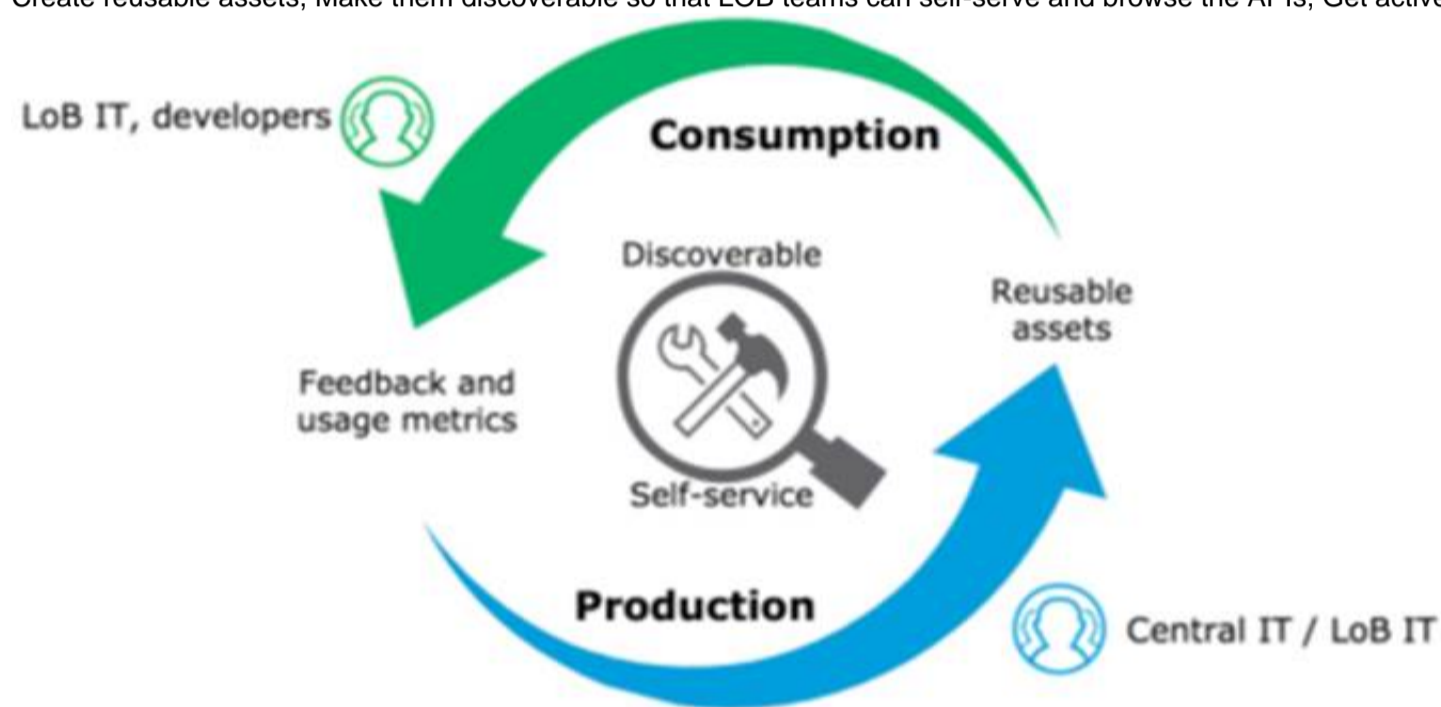 Create reusable assets, Make them discoverable so that LOB teams can self-serve and browse the APIs, Get active
LoB IT, developers
Consumption
Discoverable
Reusable
assets
Feedback and
usage metrics
Self-service
Production
Central IT / LoB IT